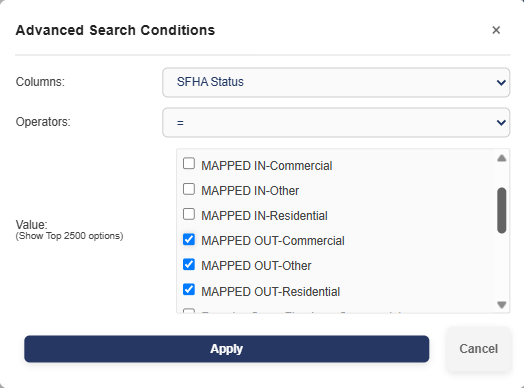 Advanced Search Conditions ×
Columns: SFHA Status
Operators: =
MAPPED IN-Commercial
MAPPED IN-Other
MAPPED IN-Residential
Value:
(Show Top 2500 options)
MAPPED OUT-Commercial
MAPPED OUT-Other
MAPPED OUT-Residential
Apply Cancel